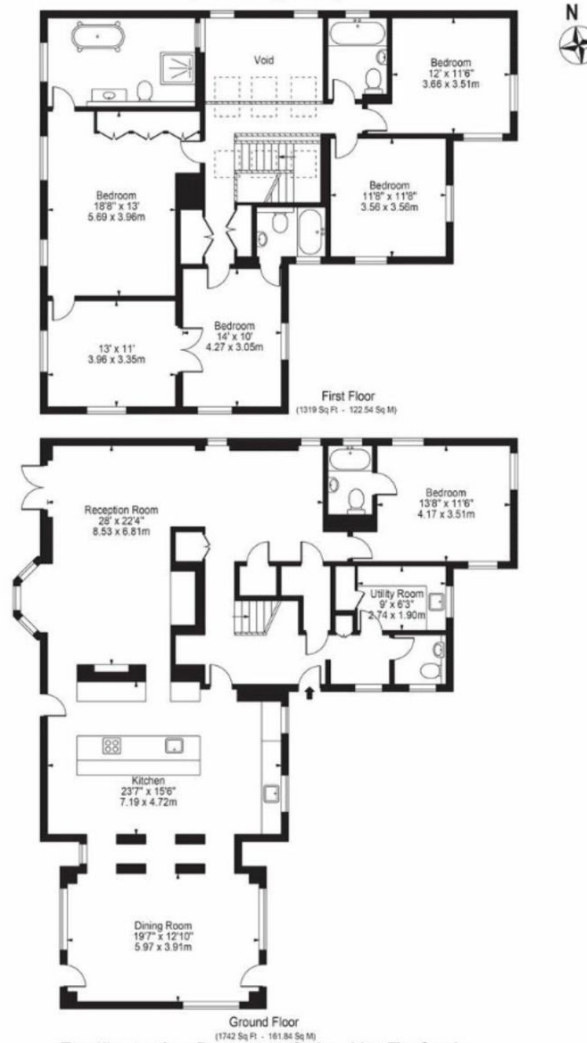 N
Void
Bedroom
12' x 11'6"
3.66 x 3.51m
Bedroom
18'8" x 13'
5.69 x 3.96m
Bedroom
11'8" x 11'8"
3.56 x 3.56m
13' x 11'
3.96 x 3.35m
Bedroom
14' x 10'
4.27 x 3.05m
First Floor
(1319 Sq Ft - 122.54 Sq M)
Reception Room
28' x 22'4"
8.53 x 6.81m
Bedroom
13'8" x 11'6"
4.17 x 3.51m
Utility Room
9' x 6'3"
2.74 x 1.90m
Kitchen
23'7" x 15'6"
7.19 x 4.72m
Dining Room
19'7" x 12'10"
5.97 x 3.91m
Ground Floor
(1742 Sq Ft - 161.84 Sq M)